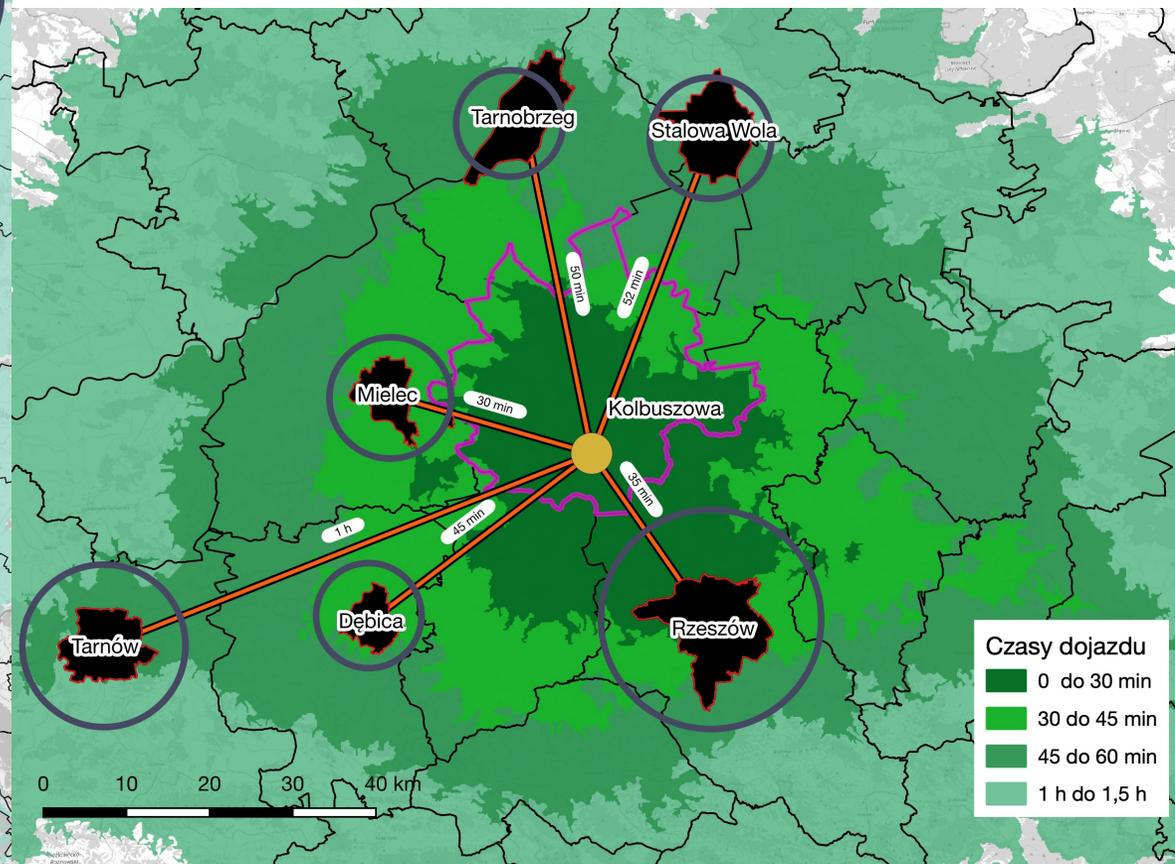 Tarnobrzeg
Stalowa Wola
50 min
52 min
Mielec
30 min
Kolbuszowa
35 min
1 h
45 min
Dębica
Rzeszów
Tarnów
Czasy dojazdu
0 do 30 min
30 do 45 min
45 do 60 min
1 h do 1,5 h
0 10 20 30 40 km